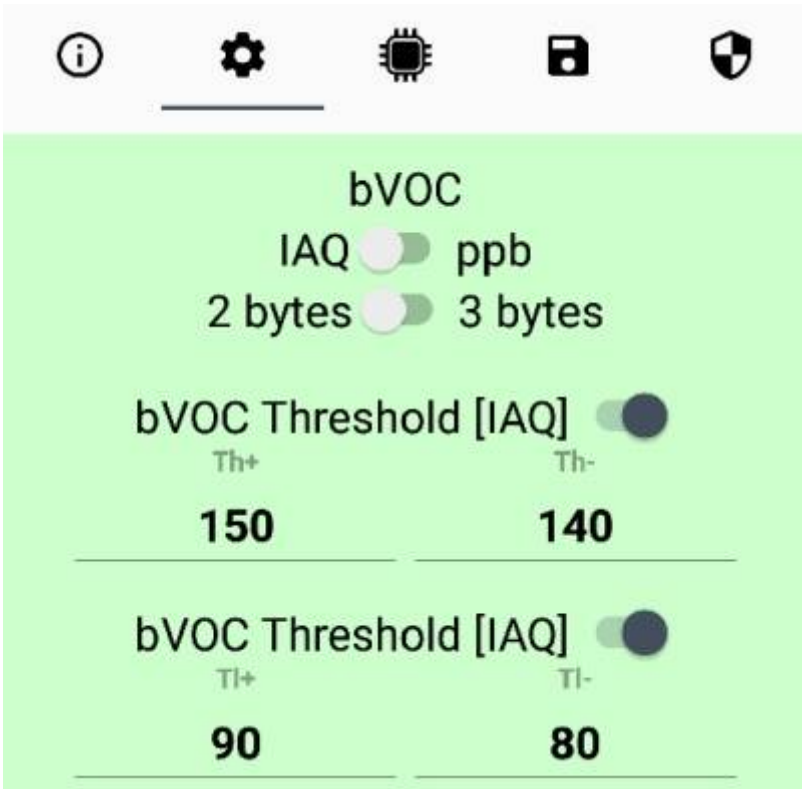 bVOC
IAQ ppb
2 bytes 3 bytes
bVOC Threshold [IAQ]
Th+ Th-
150 140
bVOC Threshold [IAQ]
Tl+ Tl-
90 80